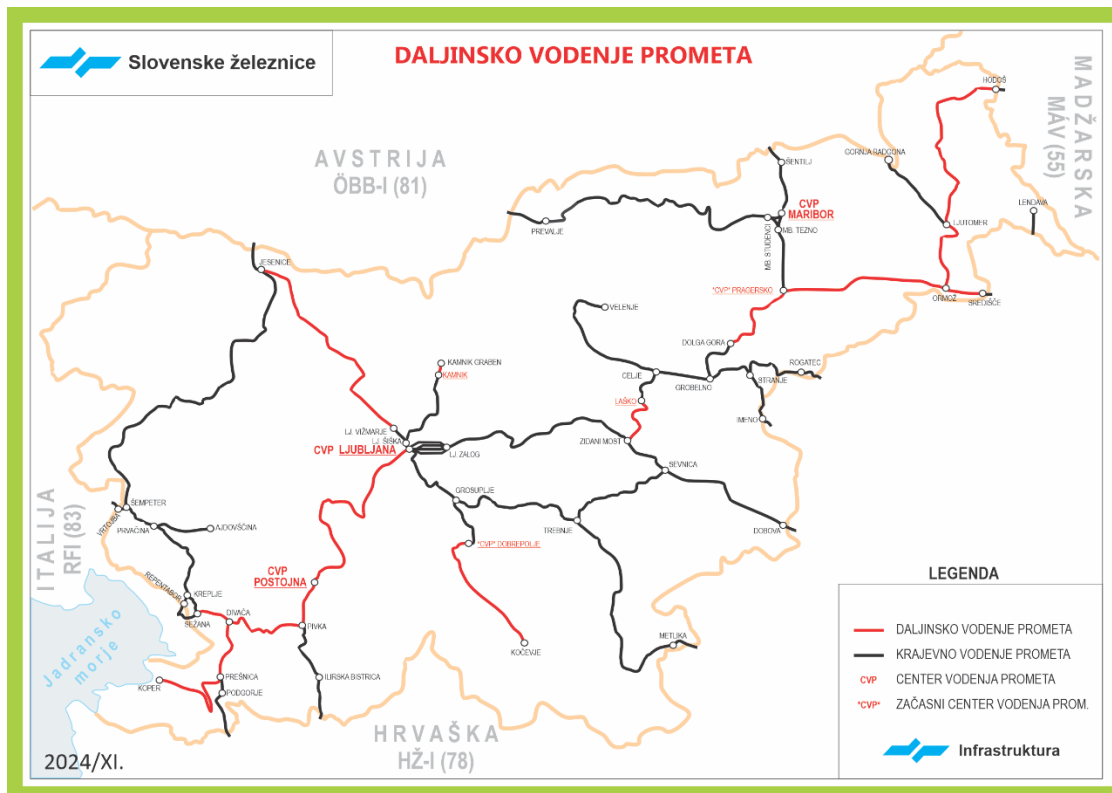 Slovenske železnice
DALJINSKO VODENJE PROMETA
MADŽARSKA
MÁV (55)
AVSTRIJA
ÖBB-I (81)
HODOŠ
GORNJA RADGONA
ŠENTILJ
LENDAVA
CVP
MARIBOR
PREVALJE
MB. STUDENCI
MB. TEZNO
LJUTOMER
JESENICE
*CVP* PRAGERSKO
ORMOŽ
SREDIŠČE
VELENJE
DOLGA GORA
KAMNIK GRABEN
KAMNIK
CELJE
GROBELNO
ROGATEC
STRANJE
LAŠKO
IMENO
LJ. VIŽMARJE
LJ. ŠIŠKA
CVP LJUBLJANA
LJ. ZALOG
ZIDANI MOST
SEVNICA
ITALIJA
RFI (83)
ŠEMPETER
VRTOJBA
PRVAČINA
AJDOVŠČINA
GROSUPLJE
TREBNJE
DOBOVA
*CVP* DOBREPOLJE
CVP
POSTOJNA
REPENTABOR
KREPLJE
SEŽANA
DIVAČA
PIVKA
KOČEVJE
METLIKA
Jadransko
morje
KOPER
PREŠNICA
PODGORJE
ILIRSKA BISTRICA
HRVAŠKA
HŽ-I (78)
2024/XI.
LEGENDA
DALJINSKO VODENJE PROMETA
KRAJEVNO VODENJE PROMETA
CVP CENTER VODENJA PROMETA
*CVP* ZAČASNI CENTER VODENJA PROM.
Infrastruktura